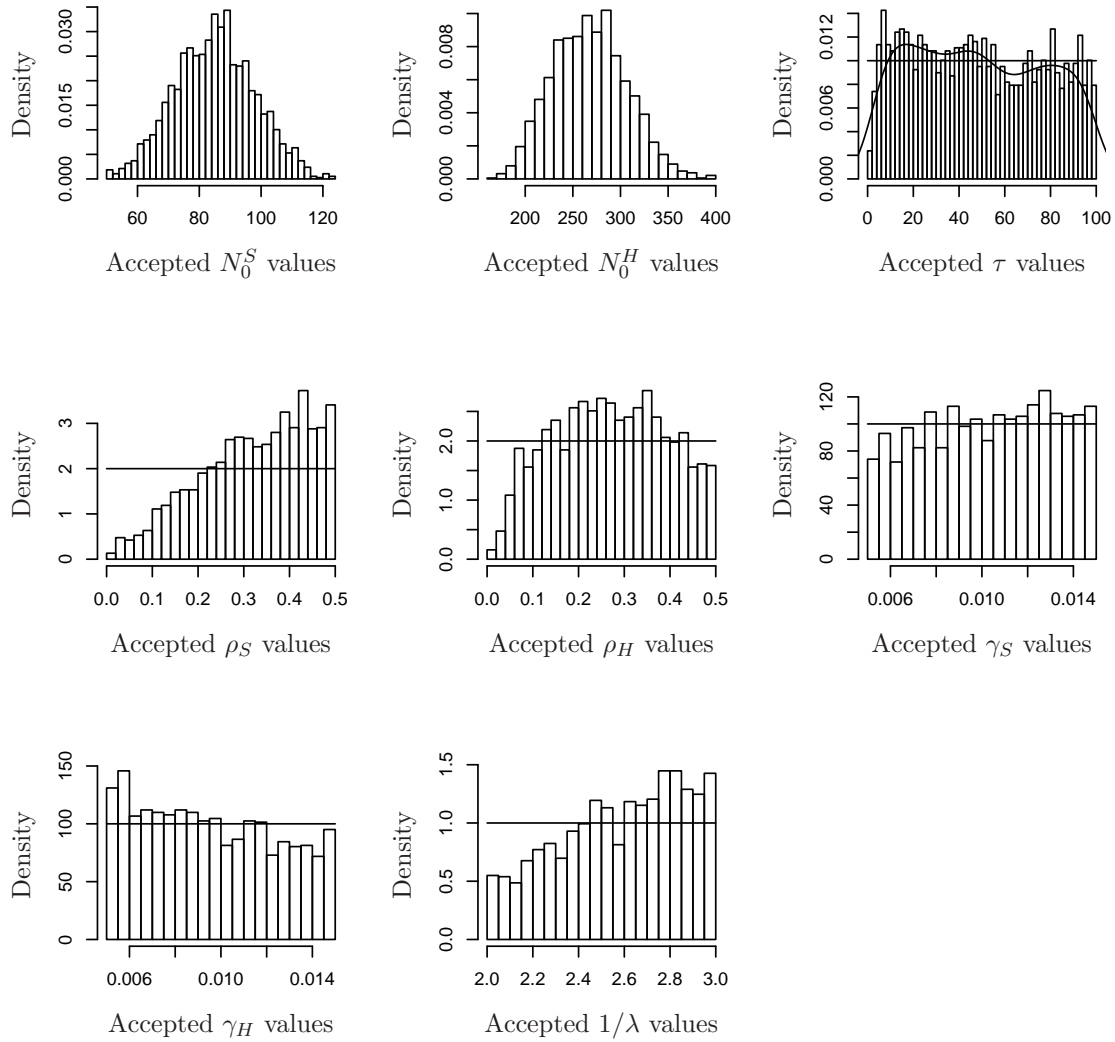 Density
0.000
0.015
0.030
60 80 100 120
Accepted N_0^S values
Density
0.000
0.004
0.008
200 250 300 350 400
Accepted N_0^H values
Density
0.000
0.006
0.012
0 20 40 60 80 100
Accepted τ values
Density
0
1
2
3
0.0 0.1 0.2 0.3 0.4 0.5
Accepted ρ_S values
Density
0.0
1.0
2.0
0.0 0.1 0.2 0.3 0.4 0.5
Accepted ρ_H values
Density
0
40
80
120
0.006 0.010 0.014
Accepted γ_S values
Density
0
50
100
150
0.006 0.010 0.014
Accepted γ_H values
Density
0.0
0.5
1.0
1.5
2.0 2.2 2.4 2.6 2.8 3.0
Accepted 1/λ values